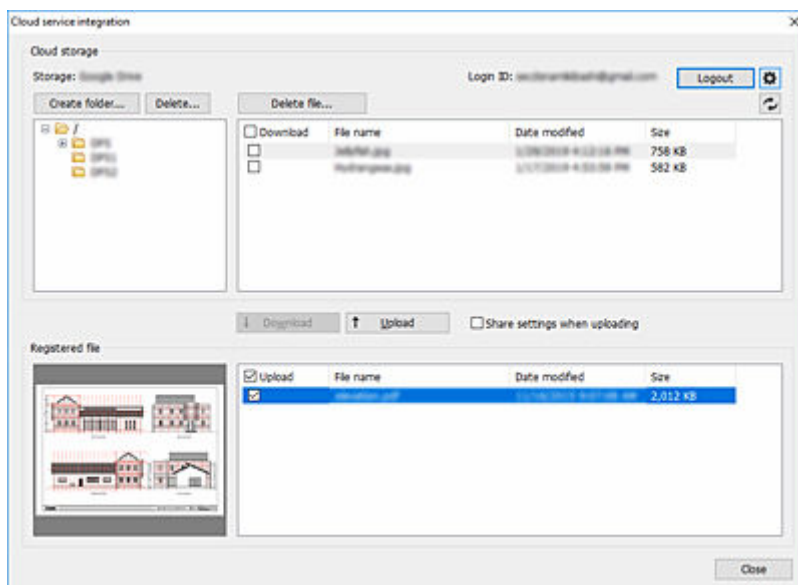 Cloud service integration
Cloud storage
Storage:
Login ID:
Logout
Create folder...
Delete...
Delete file...
/
Download File name Date modified Size
758 KB
582 KB
Download
Upload
Share settings when uploading
Registered file
Upload File name Date modified Size
2,012 KB
Close